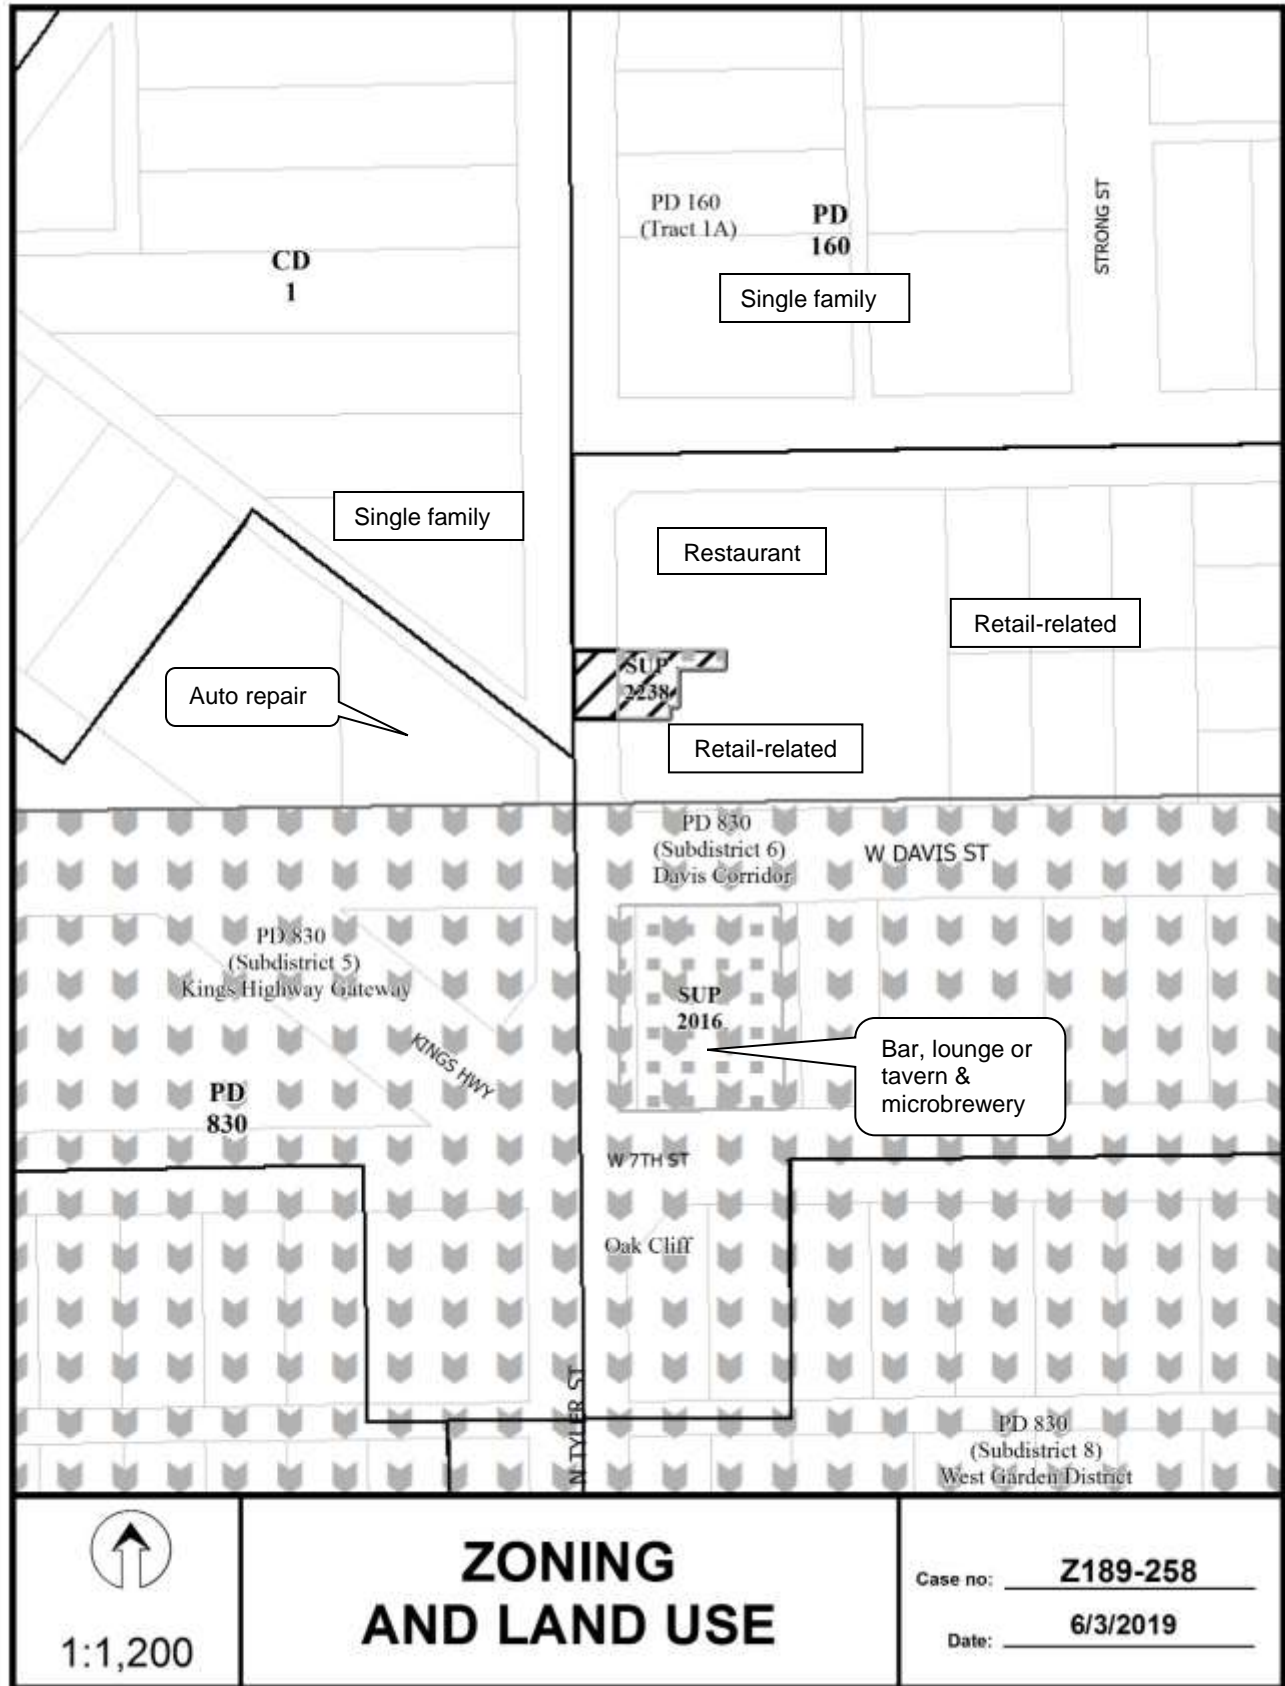 PD 160
(Tract 1A)
PD
160
STRONG ST
CD
1
Single family
Single family
Restaurant
Retail-related
SUP
2238
Auto repair
Retail-related
PD 830
(Subdistrict 6)
Davis Corridor
W DAVIS ST
PD 830
(Subdistrict 5)
Kings Highway Gateway
SUP
2016
KINGS HWY
Bar, lounge or
tavern &
microbrewery
PD
830
W 7TH ST
Oak Cliff
N TYLER ST
PD 830
(Subdistrict 8)
West Garden District
1:1,200
ZONING
AND LAND USE
Case no: Z189-258
Date: 6/3/2019